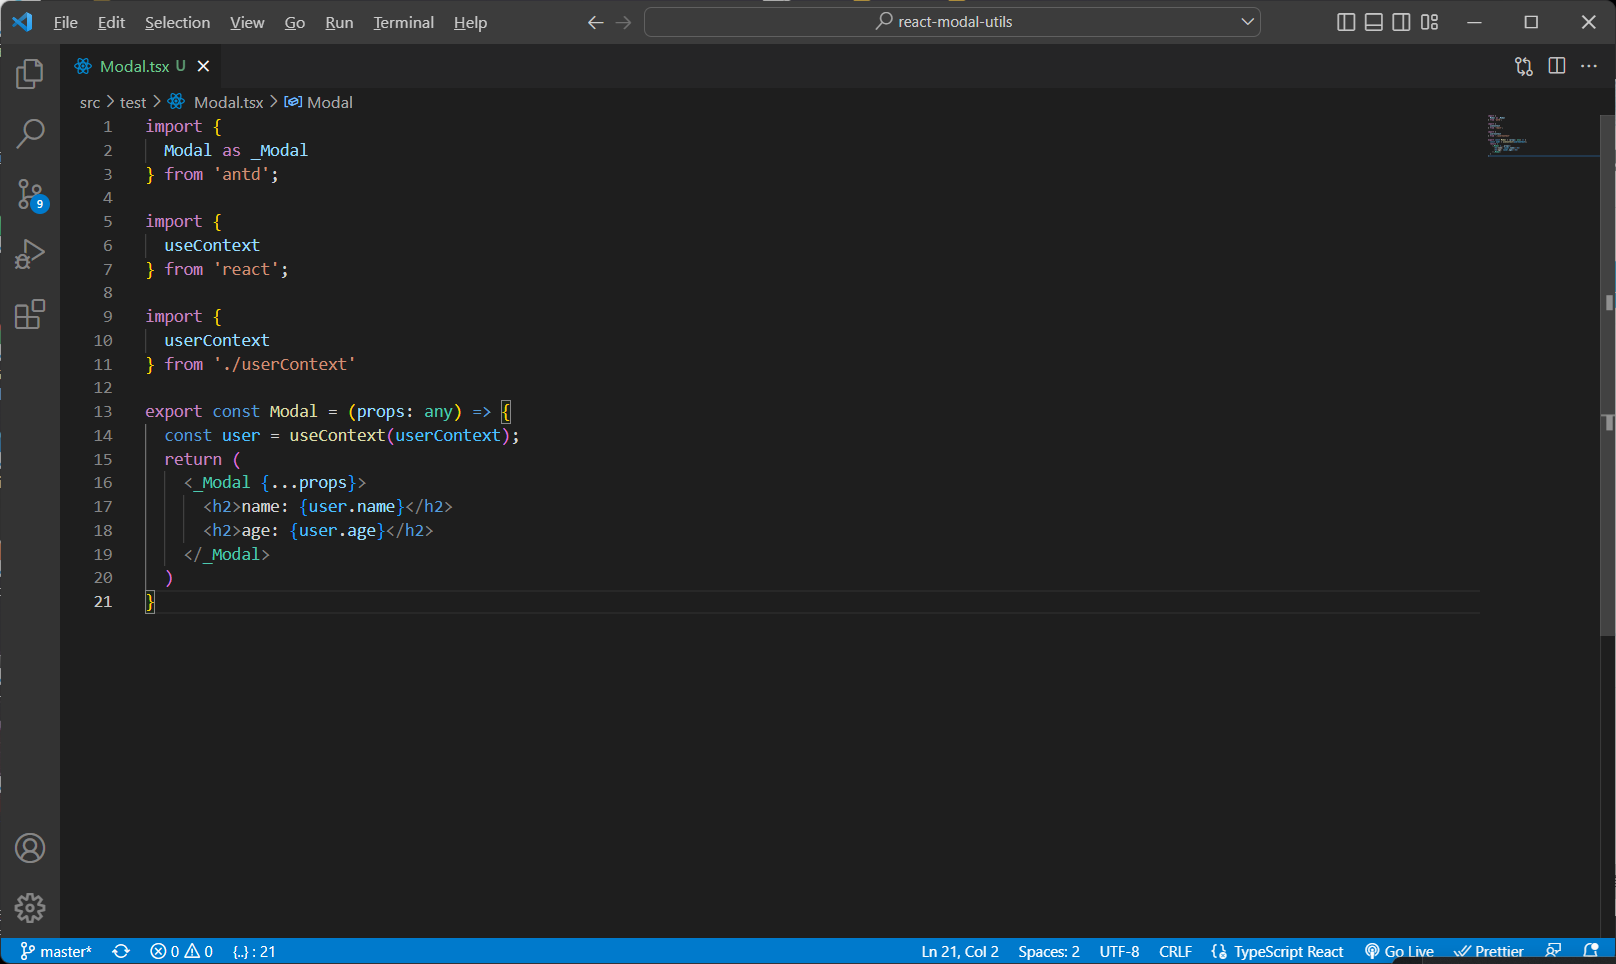 File Edit Selection View Go Run Terminal Help react-modal-utils
Modal.tsx U
src > test > Modal.tsx > Modal
9
1 import {
2 Modal as _Modal
3 } from 'antd';
4
5 import {
6 useContext
7 } from 'react';
8
9 import {
10 userContext
11 } from './userContext'
12
13 export const Modal = (props: any) => {
14 const user = useContext(userContext);
15 return (
16 <_Modal {...props}>
17 <h2>name: {user.name}</h2>
18 <h2>age: {user.age}</h2>
19 </_Modal>
20 )
21 }
master* 0 0 {..} : 21 Ln 21, Col 2 Spaces: 2 UTF-8 CRLF TypeScript React Go Live Prettier